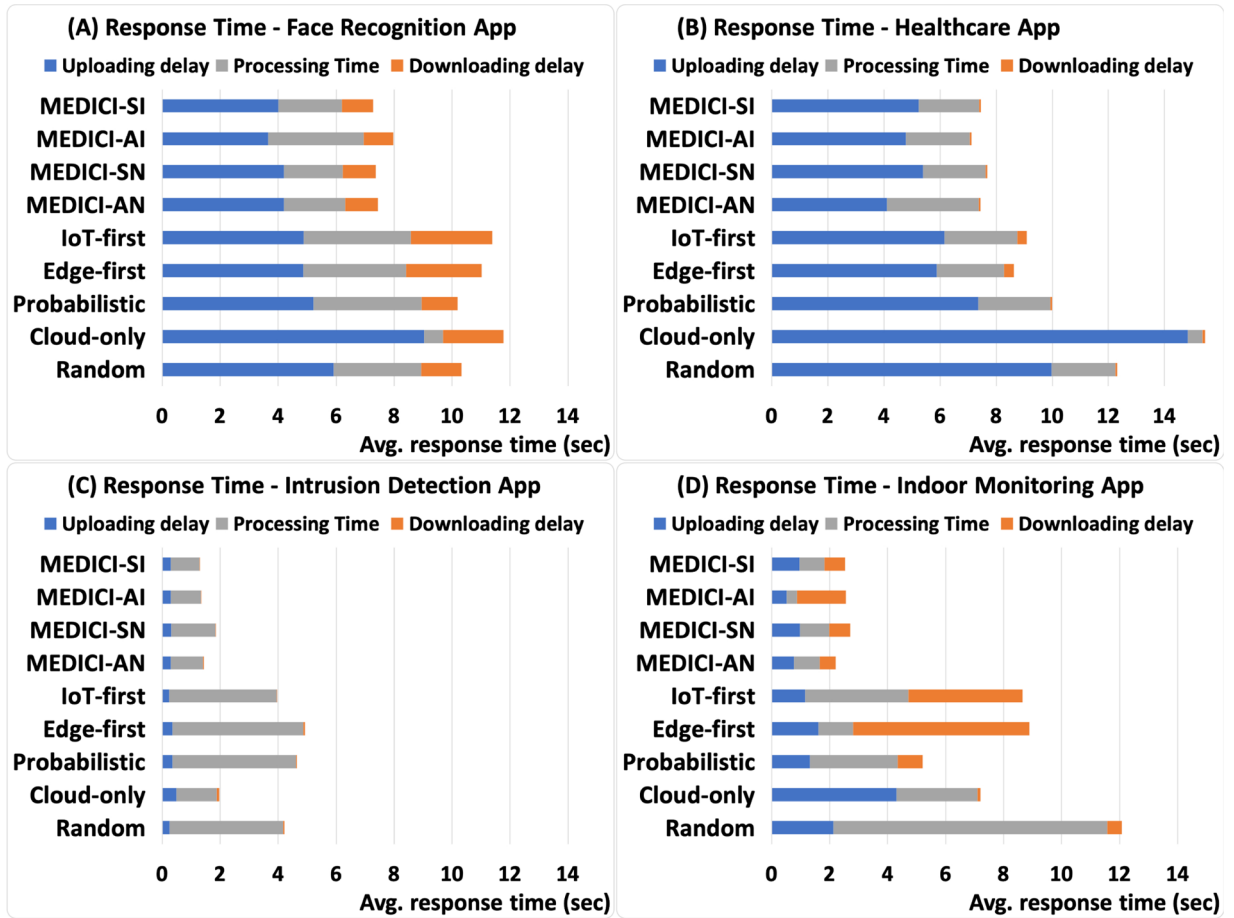 (A) Response Time - Face Recognition App
Uploading delay Processing Time Downloading delay
MEDICI-SI
MEDICI-AI
MEDICI-SN
MEDICI-AN
IoT-first
Edge-first
Probabilistic
Cloud-only
Random
0 2 4 6 8 10 12 14
Avg. response time (sec)
(B) Response Time - Healthcare App
Uploading delay Processing Time Downloading delay
MEDICI-SI
MEDICI-AI
MEDICI-SN
MEDICI-AN
IoT-first
Edge-first
Probabilistic
Cloud-only
Random
0 2 4 6 8 10 12 14
Avg. response time (sec)
(C) Response Time - Intrusion Detection App
Uploading delay Processing Time Downloading delay
MEDICI-SI
MEDICI-AI
MEDICI-SN
MEDICI-AN
IoT-first
Edge-first
Probabilistic
Cloud-only
Random
0 2 4 6 8 10 12 14
Avg. response time (sec)
(D) Response Time - Indoor Monitoring App
Uploading delay Processing Time Downloading delay
MEDICI-SI
MEDICI-AI
MEDICI-SN
MEDICI-AN
IoT-first
Edge-first
Probabilistic
Cloud-only
Random
0 2 4 6 8 10 12 14
Avg. response time (sec)